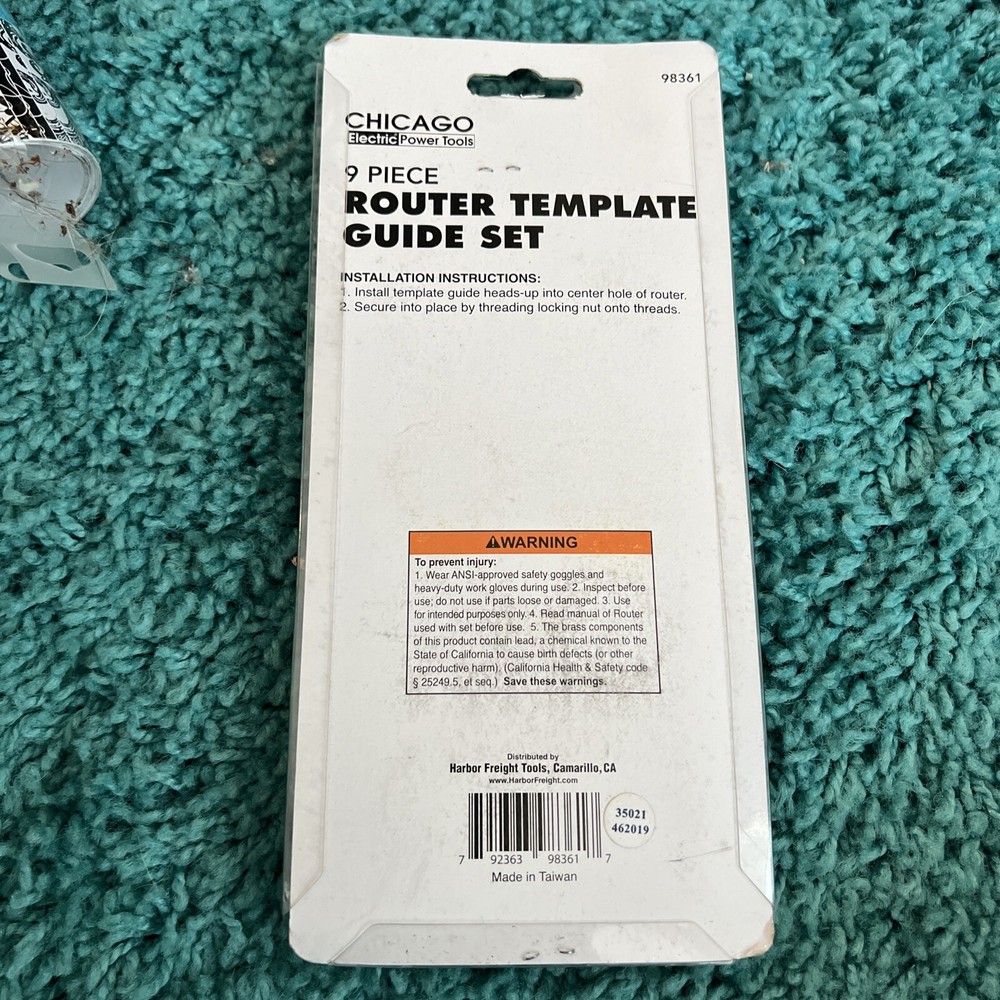 98361
CHICAGO
Electric Power Tools
9 PIECE
ROUTER TEMPLATE
GUIDE SET
INSTALLATION INSTRUCTIONS:
1. Install template guide heads-up into center hole of router.
2. Secure into place by threading locking nut onto threads.
⚠WARNING
To prevent injury:
1. Wear ANSI-approved safety goggles and
heavy-duty work gloves during use. 2. Inspect before
use; do not use if parts loose or damaged. 3. Use
for intended purposes only. 4. Read manual of Router
used with set before use. 5. The brass components
of this product contain lead, a chemical known to the
State of California to cause birth defects (or other
reproductive harm). (California Health & Safety code
§ 25249.5, et seq.) Save these warnings.
Distributed by
Harbor Freight Tools, Camarillo, CA
www.HarborFreight.com
35021
462019
7 92363 98361 7
Made in Taiwan